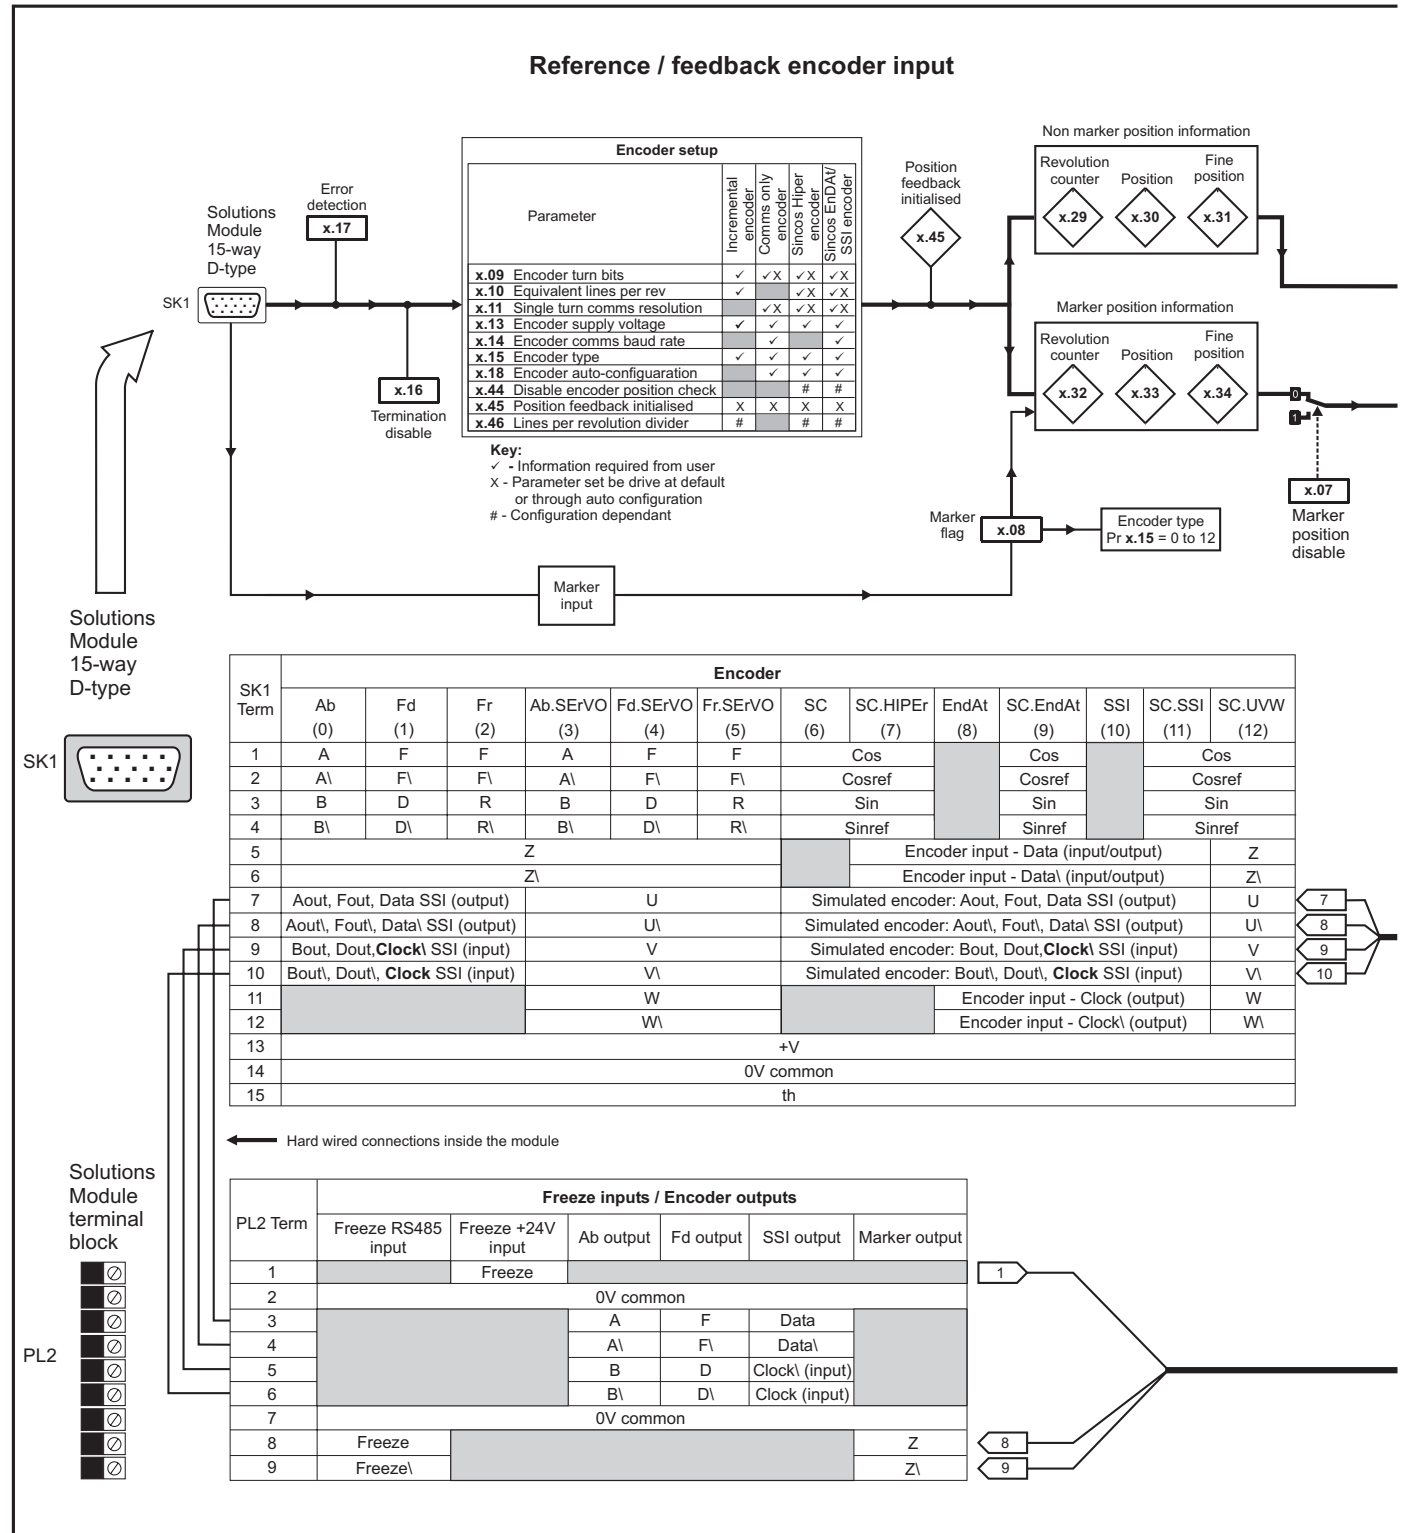 Reference / feedback encoder input
Non marker position information
Revolution
counter
Position
Fine
position
x.29
x.30
x.31
Position
feedback
initialised
x.45
Error
detection
x.17
Solutions
Module
15-way
D-type
SK1
x.16
Termination
disable
Encoder setup
Parameter
Incremental
encoder
Comms only
encoder
Sincos Hiper
encoder
Sincos EnDAt/
SSI encoder
x.09 Encoder turn bits ✓ ✓X ✓X ✓X
x.10 Equivalent lines per rev ✓ ✓X ✓X
x.11 Single turn comms resolution ✓X ✓X ✓X
x.13 Encoder supply voltage ✓ ✓ ✓ ✓
x.14 Encoder comms baud rate ✓ ✓
x.15 Encoder type ✓ ✓ ✓ ✓
x.18 Encoder auto-configuaration ✓ ✓ ✓
x.44 Disable encoder position check # #
x.45 Position feedback initialised X X X X
x.46 Lines per revolution divider # # #
Key:
✓ - Information required from user
X - Parameter set be drive at default
or through auto configuration
# - Configuration dependant
Marker position information
Revolution
counter
Position
Fine
position
x.32
x.33
x.34
0
1
x.07
Marker
position
disable
Marker
flag
x.08
Encoder type
Pr x.15 = 0 to 12
Marker
input
Solutions
Module
15-way
D-type
SK1
SK1
Term
Encoder
Ab
(0)
Fd
(1)
Fr
(2)
Ab.SErVO
(3)
Fd.SErVO
(4)
Fr.SErVO
(5)
SC
(6)
SC.HIPEr
(7)
EndAt
(8)
SC.EndAt
(9)
SSI
(10)
SC.SSI
(11)
SC.UVW
(12)
1 A F F A F F Cos Cos Cos
2 A\ F\ F\ A\ F\ F\ Cosref Cosref Cosref
3 B D R B D R Sin Sin Sin
4 B\ D\ R\ B\ D\ R\ Sinref Sinref Sinref
5 Z Encoder input - Data (input/output) Z
6 Z\ Encoder input - Data\ (input/output) Z\
7 Aout, Fout, Data SSI (output) U Simulated encoder: Aout, Fout, Data SSI (output) U 7
8 Aout\, Fout\, Data\ SSI (output) U\ Simulated encoder: Aout\, Fout\, Data\ SSI (output) U\ 8
9 Bout, Dout,Clock\ SSI (input) V Simulated encoder: Bout, Dout,Clock\ SSI (input) V 9
10 Bout\, Dout\, Clock SSI (input) V\ Simulated encoder: Bout\, Dout\, Clock SSI (input) V\ 10
11 W Encoder input - Clock (output) W
12 W\ Encoder input - Clock\ (output) W\
13 +V
14 0V common
15 th
Hard wired connections inside the module
Solutions
Module
terminal
block
PL2
PL2 Term
Freeze inputs / Encoder outputs
Freeze RS485
input
Freeze +24V
input
Ab output
Fd output
SSI output
Marker output
1 Freeze 1
2 0V common
3 A F Data
4 A\ F\ Data\
5 B D Clock\ (input)
6 B\ D\ Clock (input)
7 0V common
8 Freeze Z 8
9 Freeze\ Z\ 9